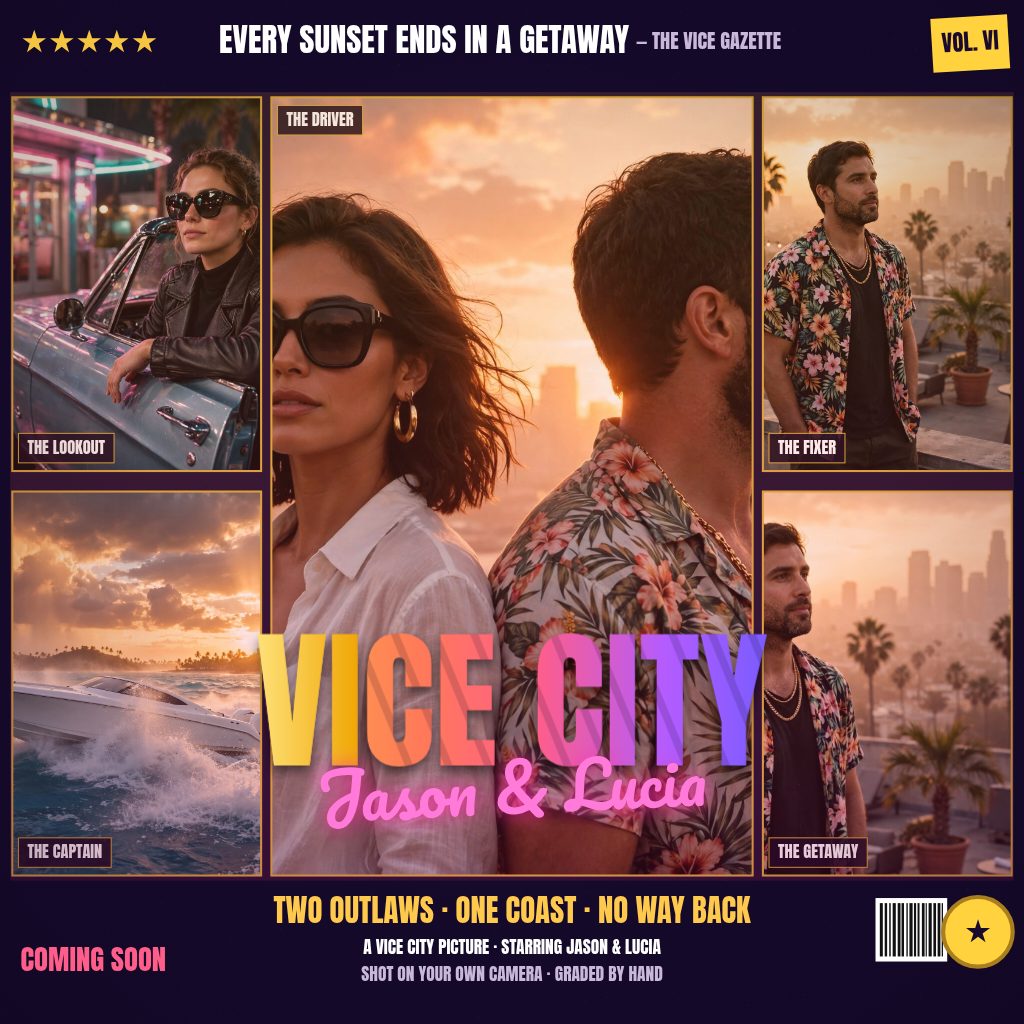 ★★★★★ EVERY SUNSET ENDS IN A GETAWAY – THE VICE GAZETTE
VOL. VI
THE DRIVER
THE LOOKOUT
THE FIXER
VICE CITY
Jason & Lucia
THE CAPTAIN
THE GETAWAY
TWO OUTLAWS · ONE COAST · NO WAY BACK
A VICE CITY PICTURE · STARRING JASON & LUCIA
COMING SOON
SHOT ON YOUR OWN CAMERA · GRADED BY HAND